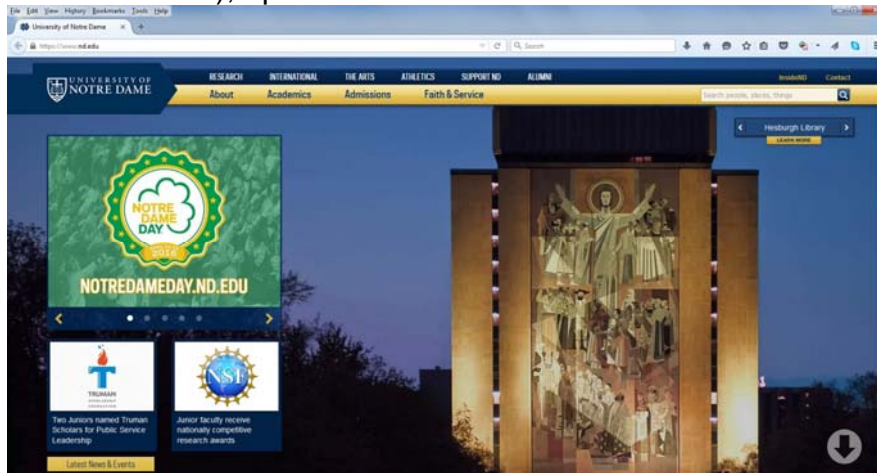 File Edit View History Bookmarks Tools Help
University of Notre Dame
https://www.nd.edu
Search
UNIVERSITY OF
NOTRE DAME
RESEARCH INTERNATIONAL THE ARTS ATHLETICS SUPPORT ND ALUMNI
InsideND Contact
About Academics Admissions Faith & Service
Search people, places, things
Hesburgh Library
LEARN MORE
NOTRE
DAME
DAY
2016
NOTREDAMEDAY.ND.EDU
TRUMAN
NSF
Two Juniors named Truman
Scholars for Public Service
Leadership
Junior faculty receive
nationally competitive
research awards
Latest News & Events